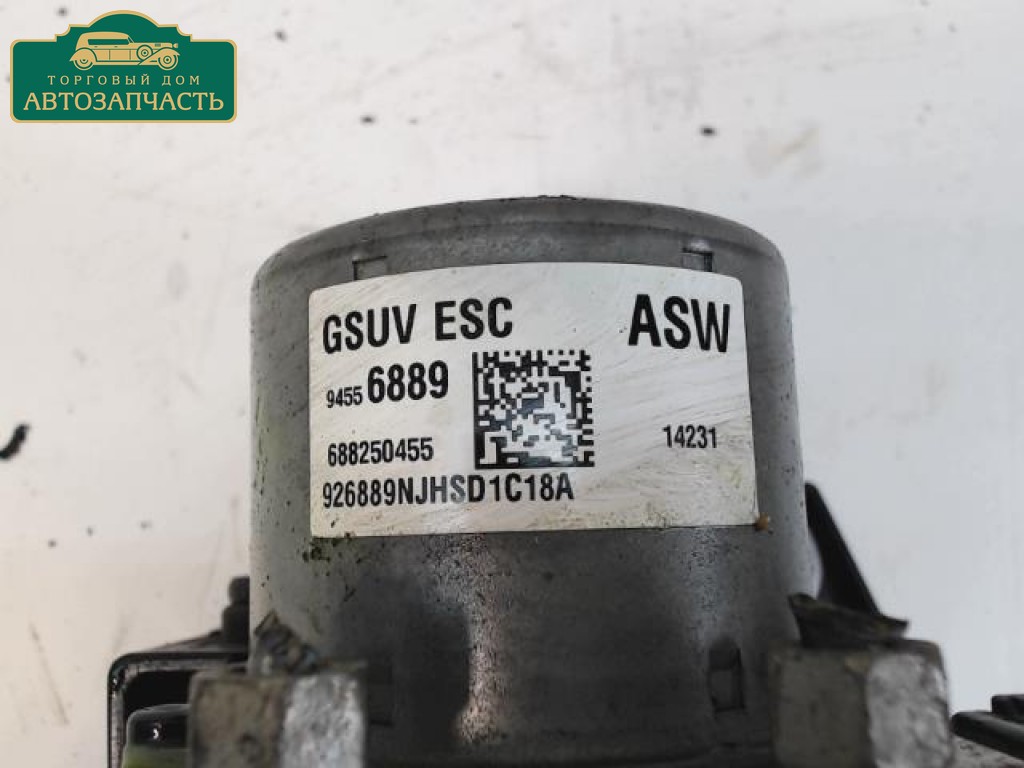 ТОРГОВЫЙ ДОМ
АВТОЗАПЧАСТЬ
GSUV ESC ASW
9455 6889
688250455 14231
926889NJHSD1C18A